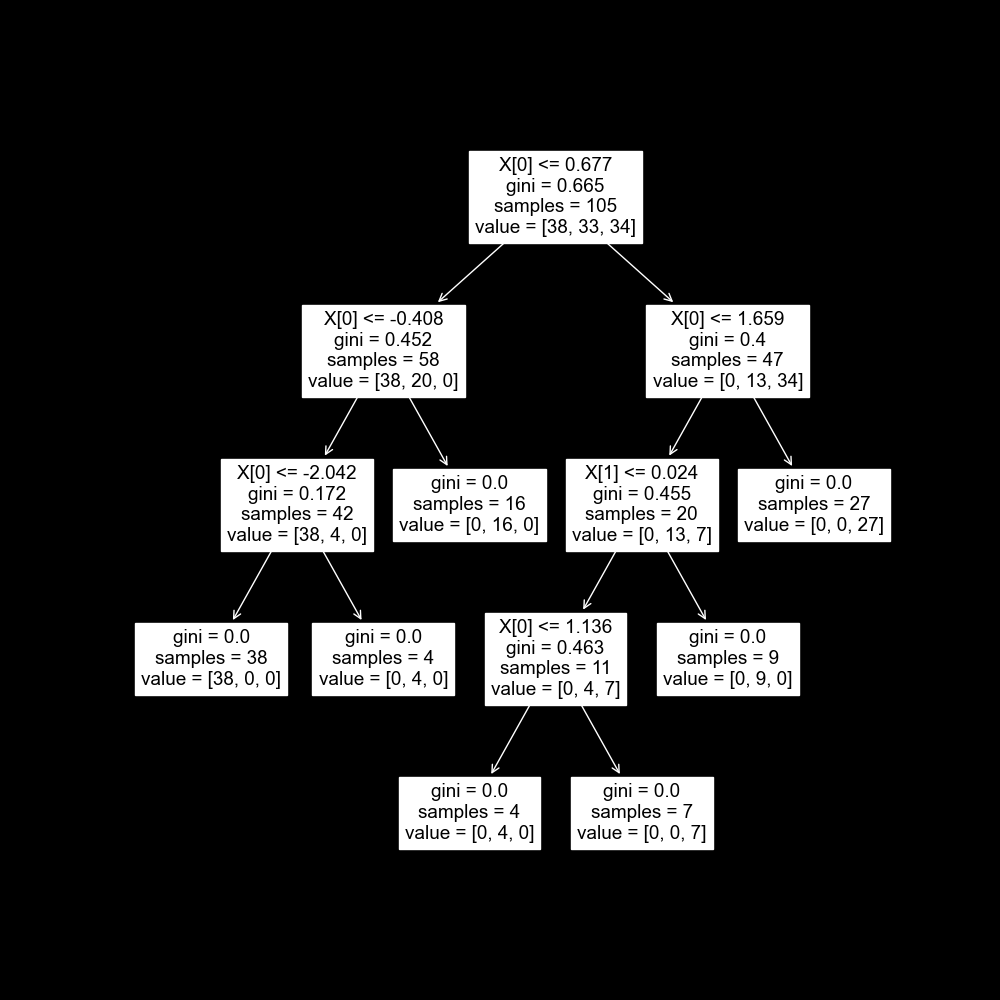 X[0] <= 0.677
gini = 0.665
samples = 105
value = [38, 33, 34]
X[0] <= -0.408
gini = 0.452
samples = 58
value = [38, 20, 0]
X[0] <= 1.659
gini = 0.4
samples = 47
value = [0, 13, 34]
X[0] <= -2.042
gini = 0.172
samples = 42
value = [38, 4, 0]
gini = 0.0
samples = 16
value = [0, 16, 0]
X[1] <= 0.024
gini = 0.455
samples = 20
value = [0, 13, 7]
gini = 0.0
samples = 27
value = [0, 0, 27]
gini = 0.0
samples = 38
value = [38, 0, 0]
gini = 0.0
samples = 4
value = [0, 4, 0]
X[0] <= 1.136
gini = 0.463
samples = 11
value = [0, 4, 7]
gini = 0.0
samples = 9
value = [0, 9, 0]
gini = 0.0
samples = 4
value = [0, 4, 0]
gini = 0.0
samples = 7
value = [0, 0, 7]